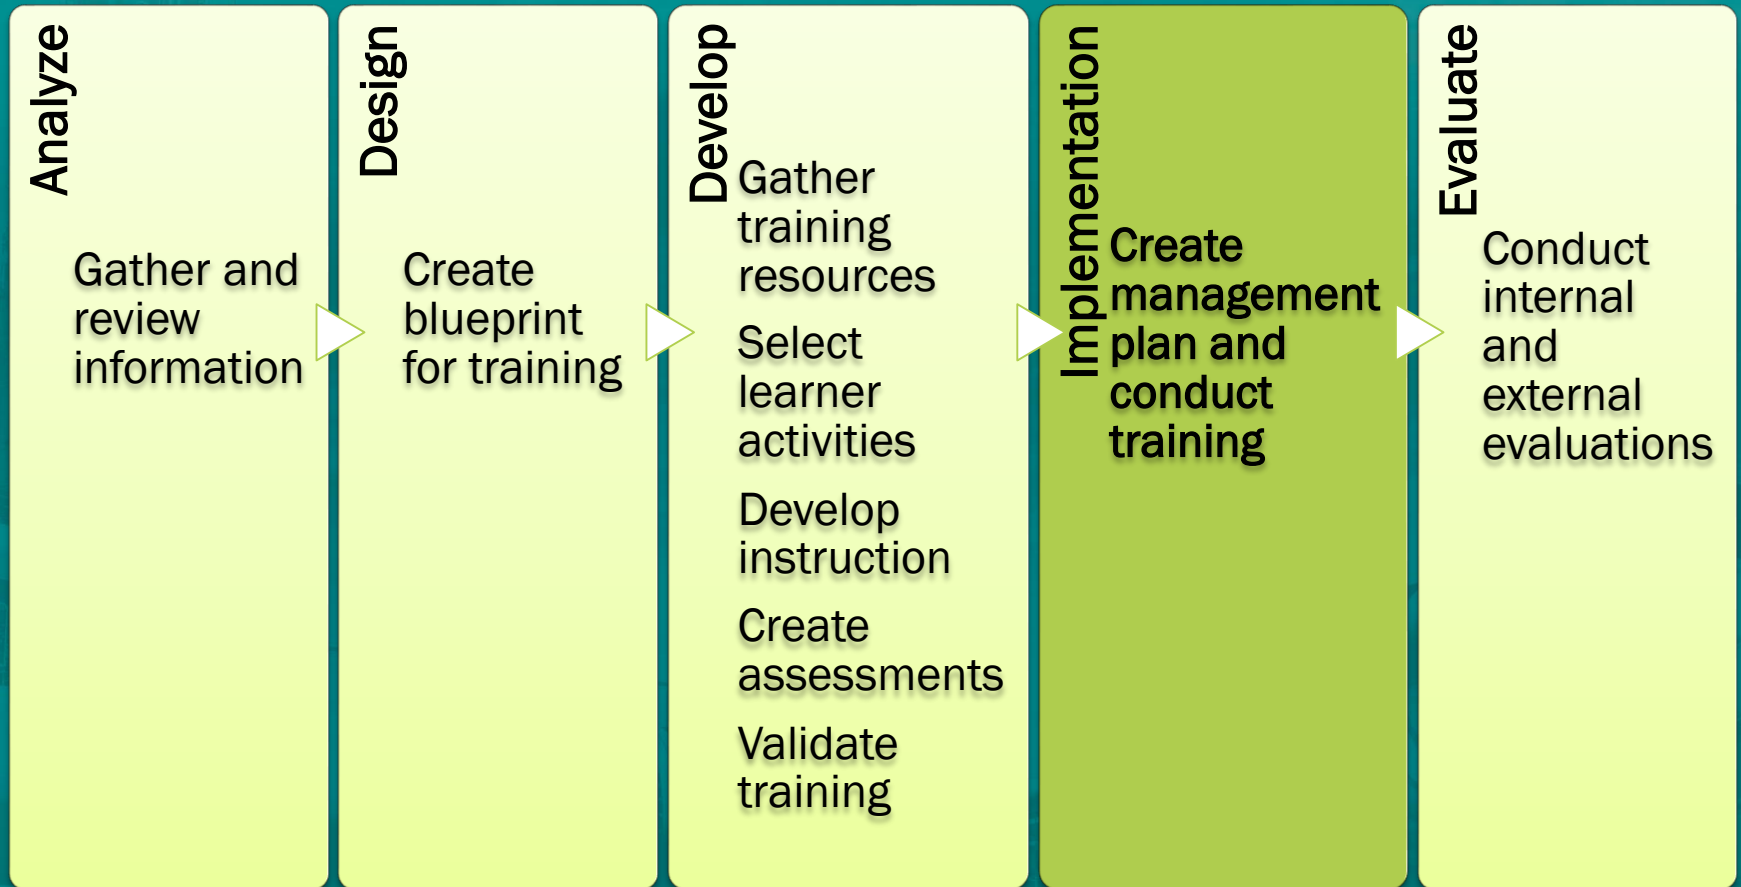 Analyze
Gather and
review
information
Design
Create
blueprint
for training
Develop
Gather
training
resources
Select
learner
activities
Develop
instruction
Create
assessments
Validate
training
Implementation
Create
management
plan and
conduct
training
Evaluate
Conduct
internal
and
external
evaluations